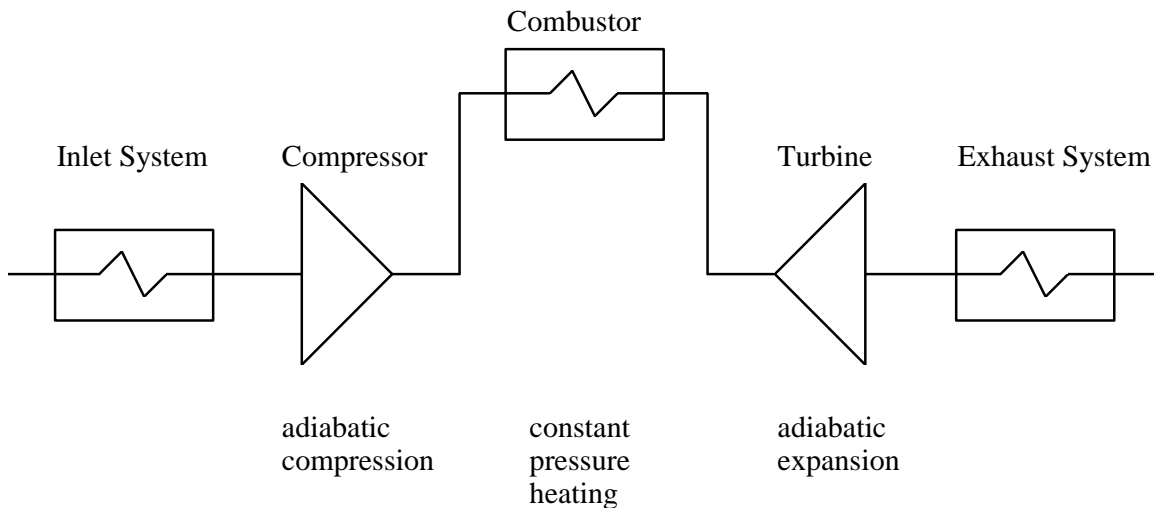 Combustor
Inlet System
Compressor
Turbine
Exhaust System
adiabatic
compression
constant
pressure
heating
adiabatic
expansion